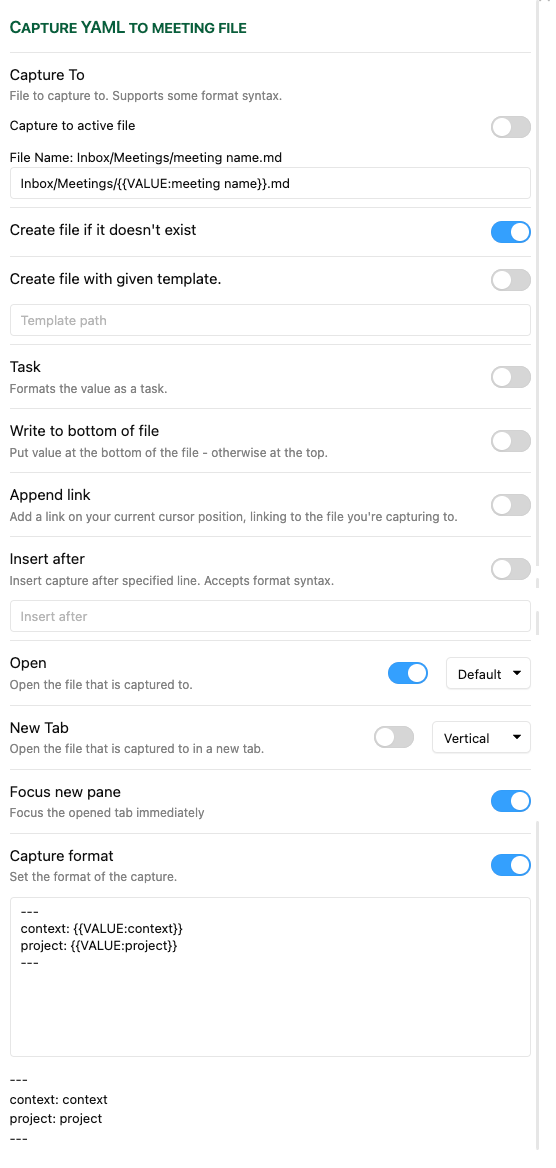 CAPTURE YAML TO MEETING FILE
Capture To
File to capture to. Supports some format syntax.
Capture to active file
File Name: Inbox/Meetings/meeting name.md
Inbox/Meetings/{{VALUE:meeting name}}.md
Create file if it doesn't exist
Create file with given template.
Template path
Task
Formats the value as a task.
Write to bottom of file
Put value at the bottom of the file - otherwise at the top.
Append link
Add a link on your current cursor position, linking to the file you're capturing to.
Insert after
Insert capture after specified line. Accepts format syntax.
Insert after
Open
Default
Open the file that is captured to.
New Tab
Vertical
Open the file that is captured to in a new tab.
Focus new pane
Focus the opened tab immediately
Capture format
Set the format of the capture.
---
context: {{VALUE:context}}
project: {{VALUE:project}}
---
---
context: context
project: project
---